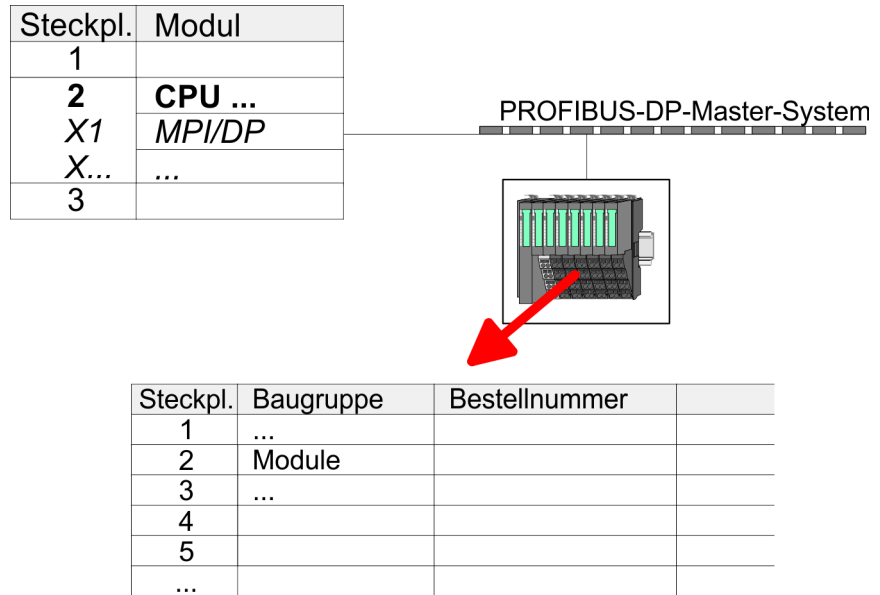 Steckpl. Modul
1
2 CPU ...
X1 MPI/DP
X... ...
3
PROFIBUS-DP-Master-System
Steckpl. Baugruppe Bestellnummer
1 ...
2 Module
3 ...
4
5
...